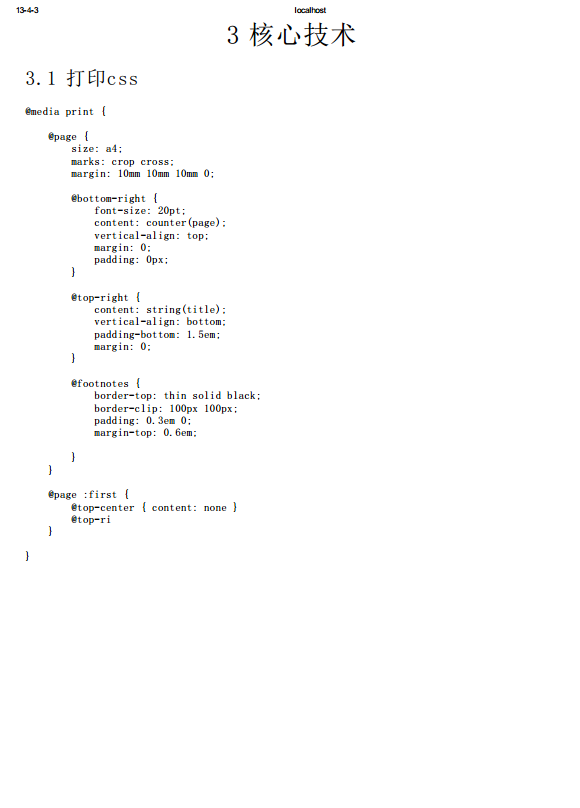 13-4-3
localhost
3 核心技术
3.1 打印css
@media print {
@page {
size: a4;
marks: crop cross;
margin: 10mm 10mm 10mm 0;
@bottom-right {
font-size: 20pt;
content: counter(page);
vertical-align: top;
margin: 0;
padding: 0px;
}
@top-right {
content: string(title);
vertical-align: bottom;
padding-bottom: 1.5em;
margin: 0;
}
@footnotes {
border-top: thin solid black;
border-clip: 100px 100px;
padding: 0.3em 0;
margin-top: 0.6em;
}
}
@page :first {
@top-center { content: none }
@top-ri
}
}